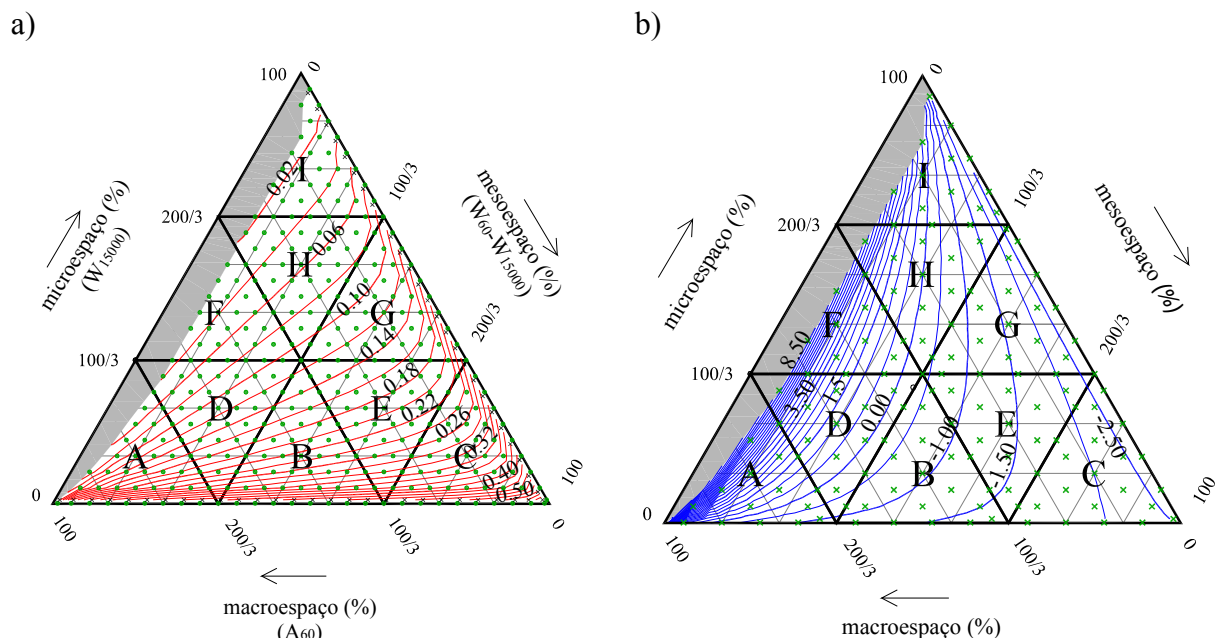 a)
100
0
I
0.02
200/3
100/3
microespaço (%)
(W15000)
mesoespaço (%)
(W60-W15000)
0.06
H
0.10
F
G
0.14
200/3
100/3
0.18
D
0.22
E
0.26
A
B
C
0.32
0.40
0.50
0
100
100
200/3
100/3
0
macroespaço (%)
(A60)
b)
100
0
I
100/3
200/3
microespaço (%)
mesoespaço (%)
H
F
G
8.50
200/3
100/3
3.50
1.15
D
0.00
E
-2.50
-1.00
A
B
-1.50
C
0
100
100
200/3
100/3
0
macroespaço (%)